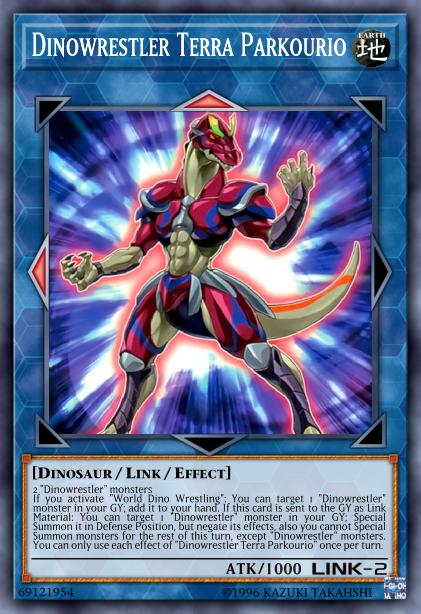 DINOWRESTLER TERRA PARKOURIO
EARTH
地
[DINOSAUR / LINK / EFFECT]
2 "Dinowrestler" monsters
If you activate "World Dino Wrestling": You can target 1 "Dinowrestler"
monster in your GY; add it to your hand. If this card is sent to the GY as Link
Material: You can target 1 "Dinowrestler" monster in your GY; Special
Summon it in Defense Position, but negate its effects, also you cannot Special
Summon monsters for the rest of this turn, except "Dinowrestler" monsters.
You can only use each effect of "Dinowrestler Terra Parkourio" once per turn.
ATK/1000 LINK-2
69121954
©1996 KAZUKI TAKAHSHI